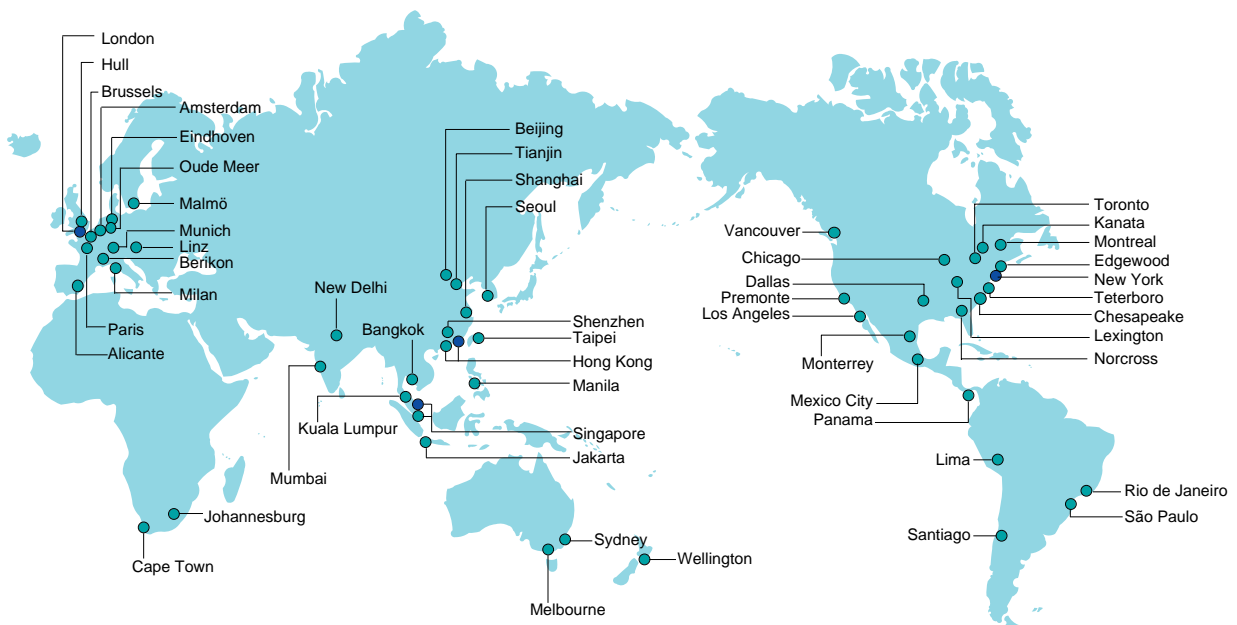 London
Hull
Brussels
Amsterdam
Eindhoven
Oude Meer
Malmö
Munich
Linz
Berikon
Milan
Paris
Alicante
New Delhi
Bangkok
Kuala Lumpur
Mumbai
Johannesburg
Cape Town
Beijing
Tianjin
Shanghai
Seoul
Shenzhen
Taipei
Hong Kong
Manila
Singapore
Jakarta
Sydney
Wellington
Melbourne
Vancouver
Chicago
Dallas
Premonte
Los Angeles
Monterrey
Mexico City
Panama
Lima
Santiago
Toronto
Kanata
Montreal
Edgewood
New York
Teterboro
Chesapeake
Lexington
Norcross
Rio de Janeiro
São Paulo